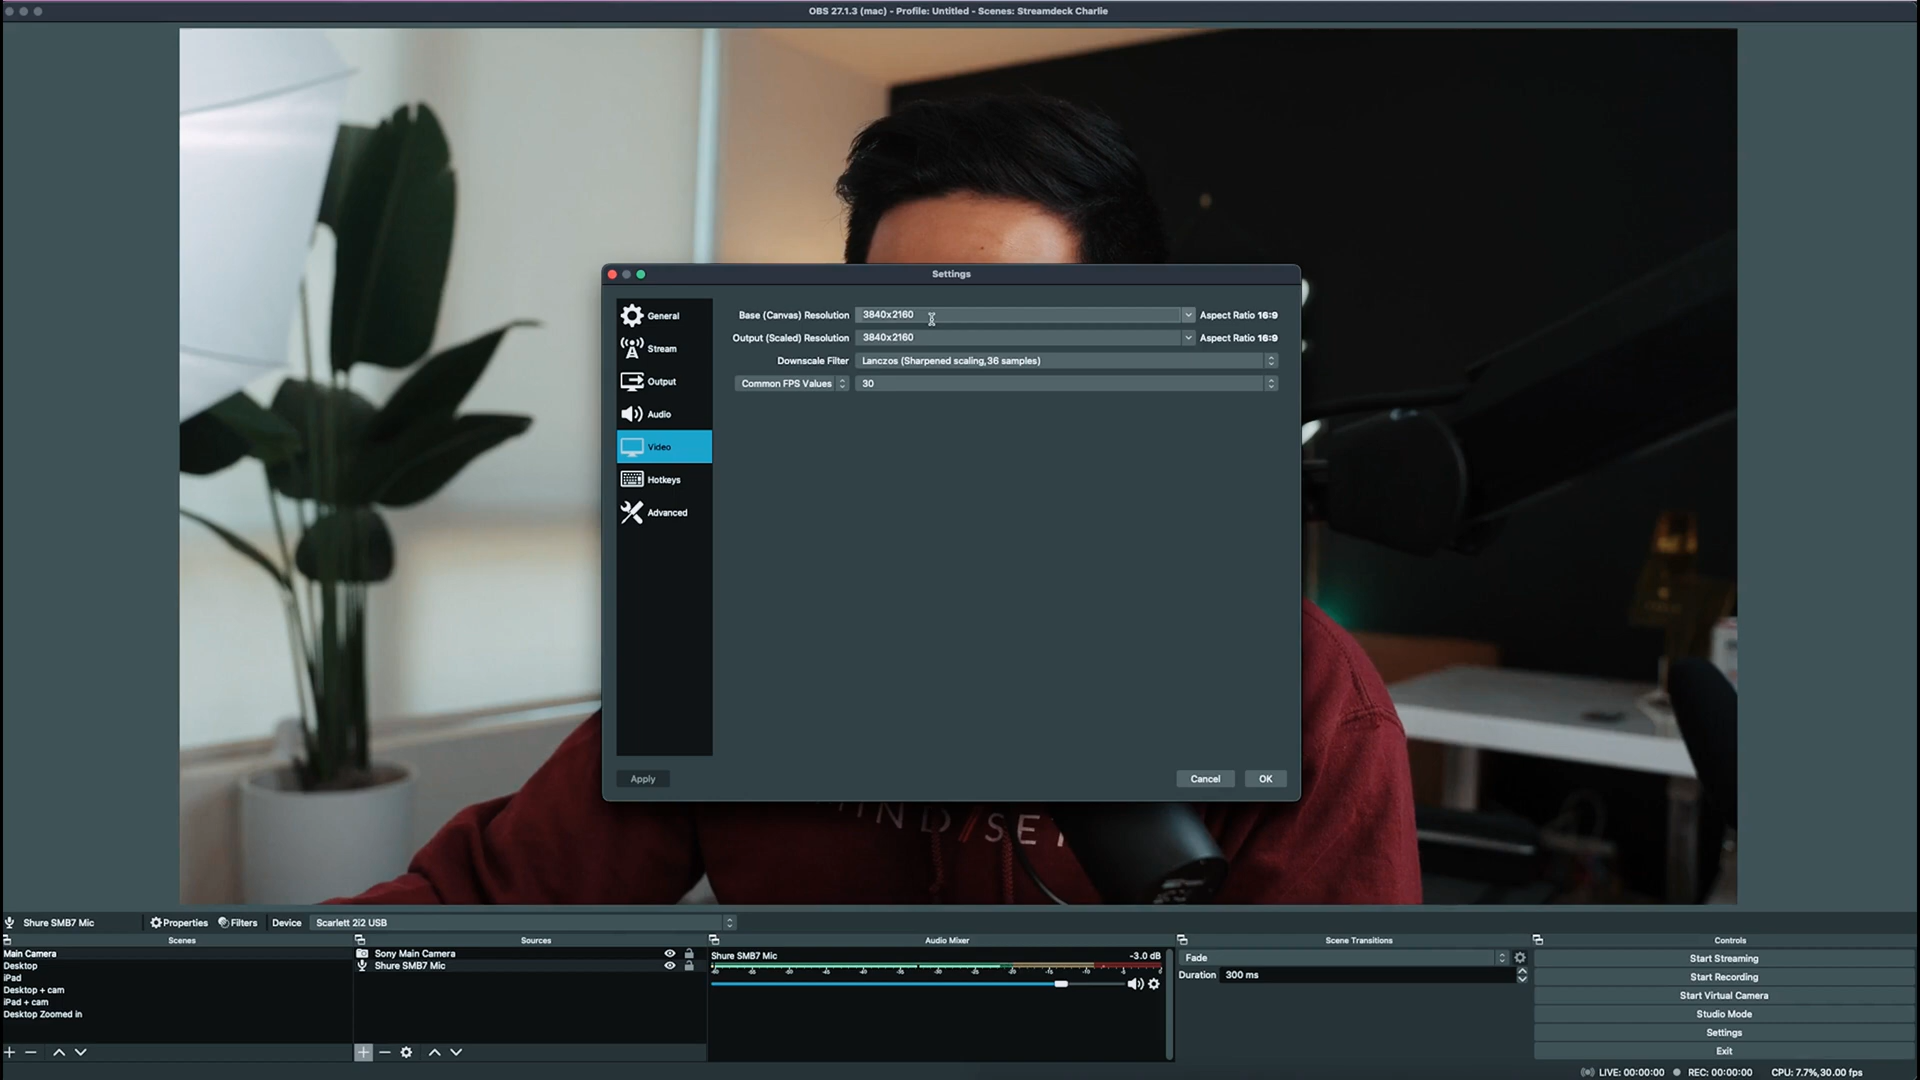 OBS 27.1.3 (mac) - Profile: Untitled - Scenes: Streamdeck Charlie
Settings
General
Stream
Output
Audio
Video
Hotkeys
Advanced
Base (Canvas) Resolution 3840x2160 Aspect Ratio 16:9
Output (Scaled) Resolution 3840x2160 Aspect Ratio 16:9
Downscale Filter Lanczos (Sharpened scaling,36 samples)
Common FPS Values 30
Apply Cancel OK
Shure SMB7 Mic Properties Filters Device Scarlett 2i2 USB
Scenes
Main Camera
Desktop
iPad
Desktop + cam
iPad + cam
Desktop Zoomed in
Sources
Sony Main Camera
Shure SMB7 Mic
Audio Mixer
Shure SMB7 Mic -3.0 dB
Scene Transitions
Fade
Duration 300 ms
Controls
Start Streaming
Start Recording
Start Virtual Camera
Studio Mode
Settings
Exit
LIVE: 00:00:00 REC: 00:00:00 CPU: 7.7%,30.00 fps